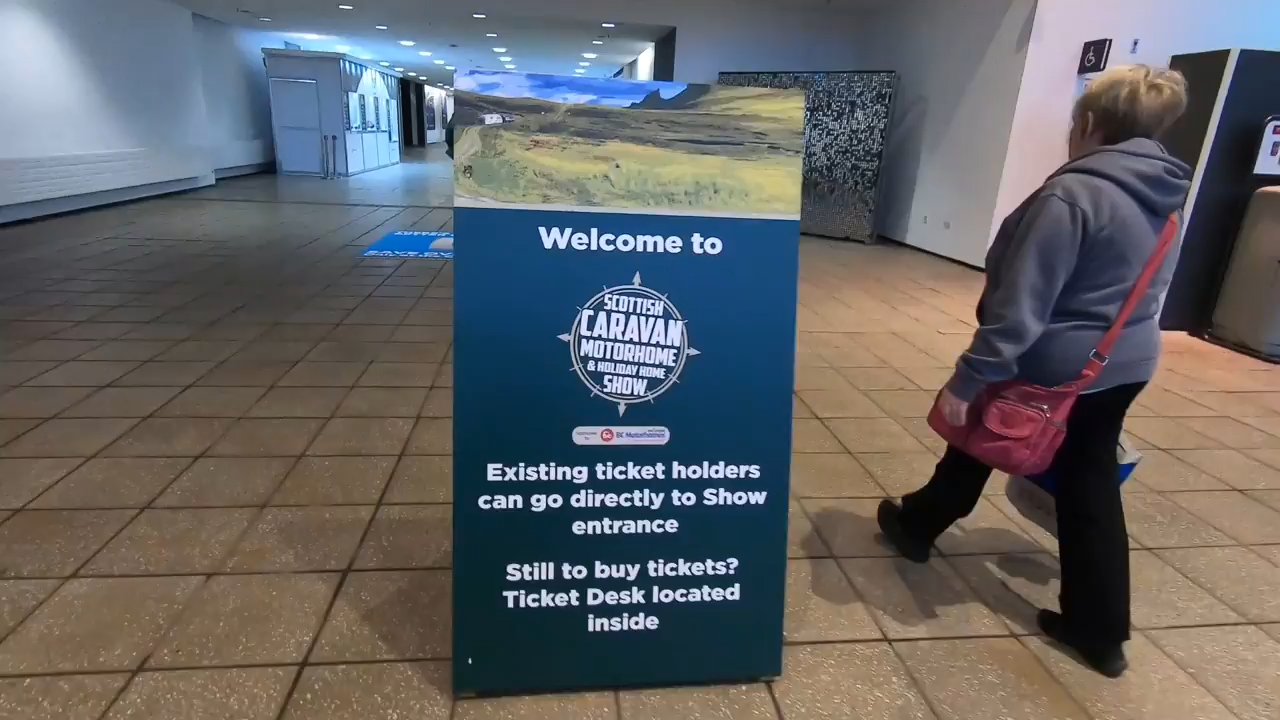 Welcome to
SCOTTISH
CARAVAN
MOTORHOME
& HOLIDAY HOME
SHOW
Motorhomes
Existing ticket holders
can go directly to Show
entrance
Still to buy tickets?
Ticket Desk located
inside